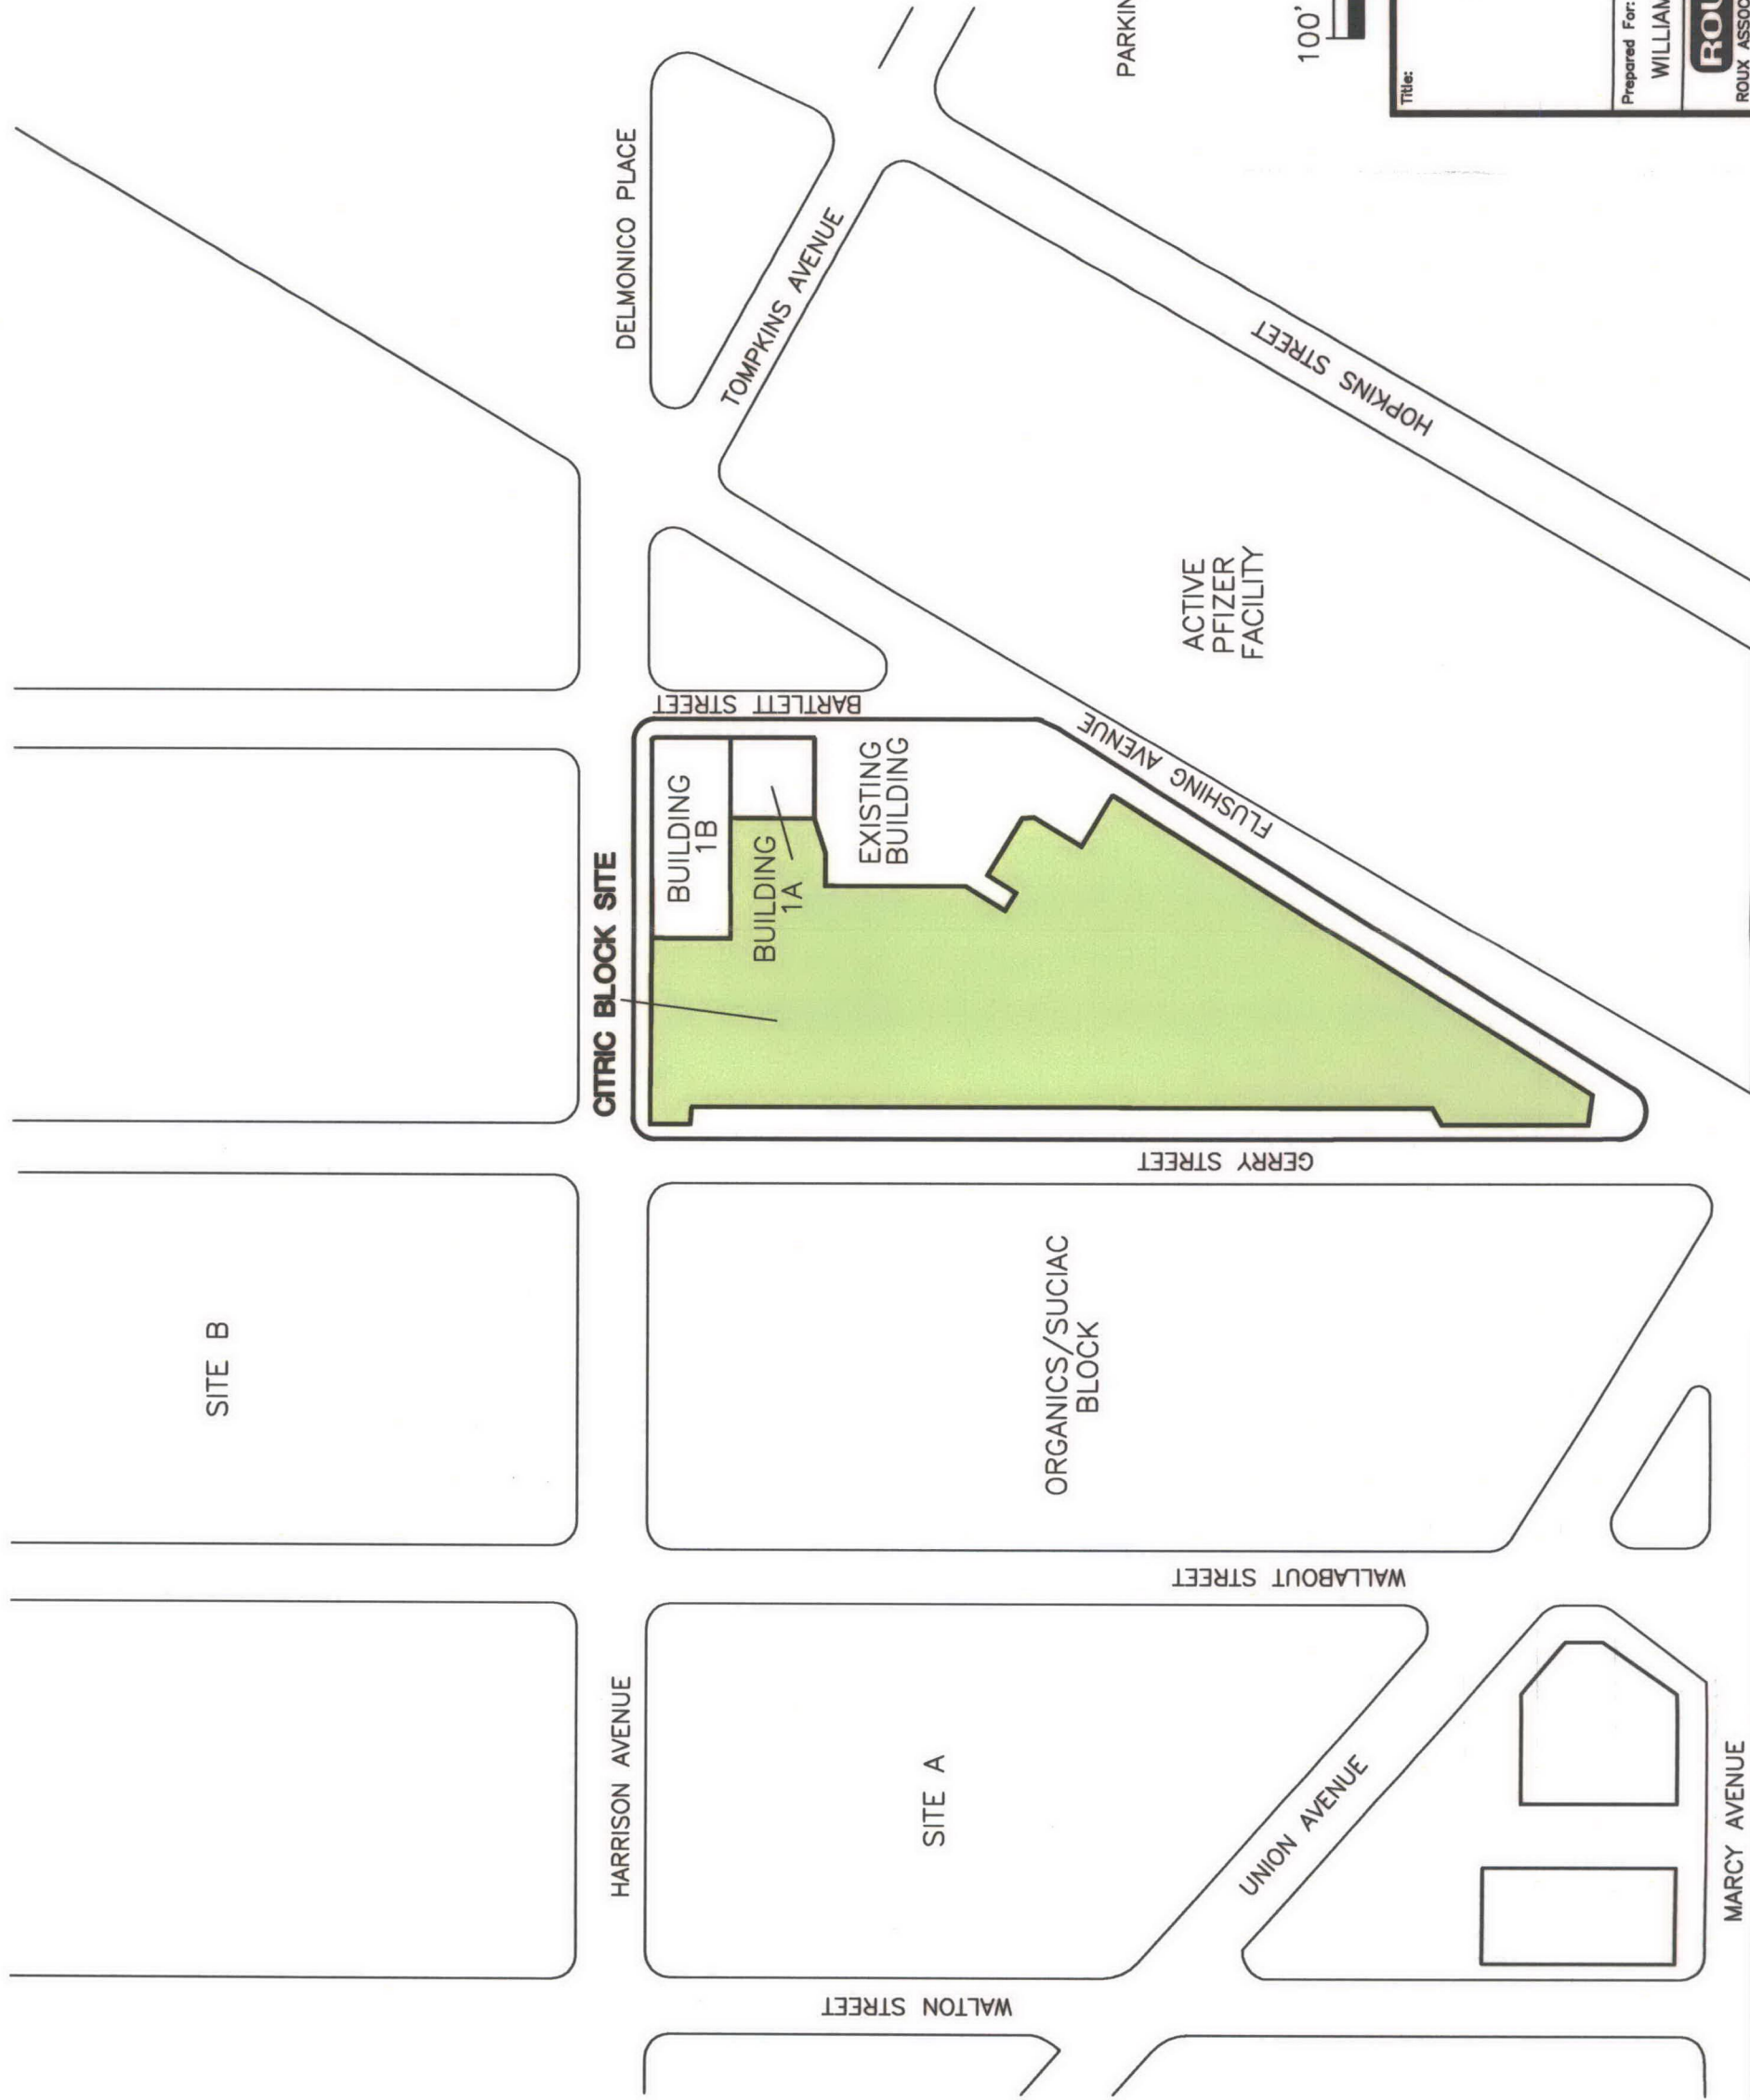 DELMONICO PLACE
TOMPKINS AVENUE
HOPKINS STREET
100'
Title:
Prepared For:
ACTIVE
PFIZER
FACILITY
BARTLETT STREET
FLUSHING AVENUE
CITRIC BLOCK SITE
BUILDING
1B
BUILDING
1A
EXISTING
BUILDING
GERRY STREET
SITE B
ORGANICS/SUCIAC
BLOCK
WALLABOUT STREET
HARRISON AVENUE
SITE A
UNION AVENUE
MARCY AVENUE
WALTON STREET
PARKIN
WILLIAM
ROU
ROUX ASSOC